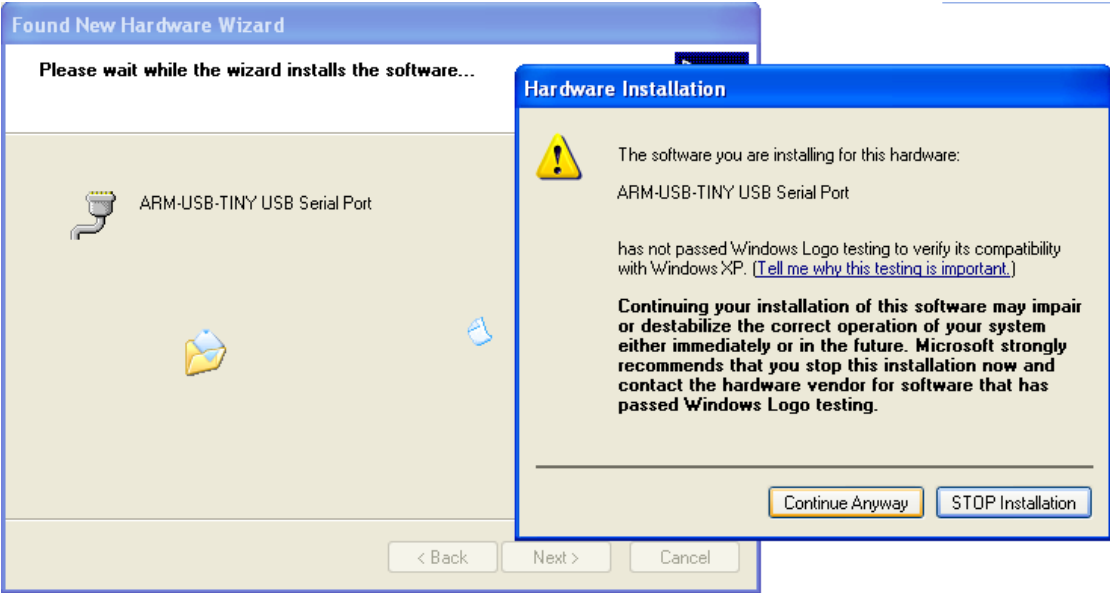 Found New Hardware Wizard
Please wait while the wizard installs the software...
ARM-USB-TINY USB Serial Port
< Back
Next >
Cancel
Hardware Installation
The software you are installing for this hardware:
ARM-USB-TINY USB Serial Port
has not passed Windows Logo testing to verify its compatibility
with Windows XP. (Tell me why this testing is important.)
Continuing your installation of this software may impair
or destabilize the correct operation of your system
either immediately or in the future. Microsoft strongly
recommends that you stop this installation now and
contact the hardware vendor for software that has
passed Windows Logo testing.
Continue Anyway
STOP Installation